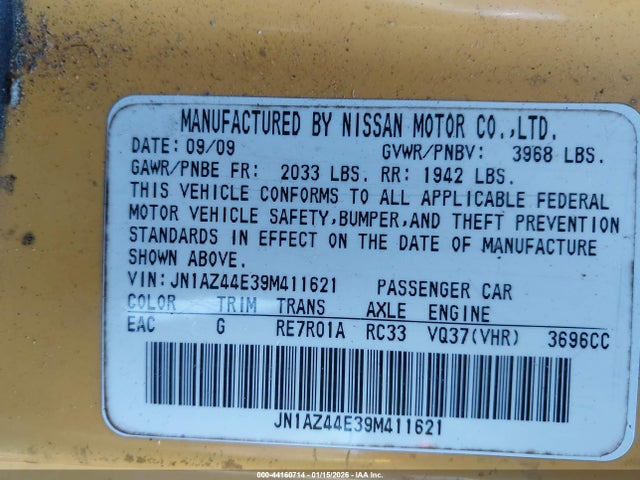 MANUFACTURED BY NISSAN MOTOR CO.,LTD.
DATE: 09/09 GVWR/PNBV: 3968 LBS.
GAWR/PNBE FR: 2033 LBS. RR: 1942 LBS.
THIS VEHICLE CONFORMS TO ALL APPLICABLE FEDERAL
MOTOR VEHICLE SAFETY,BUMPER,AND THEFT PREVENTION
STANDARDS IN EFFECT ON THE DATE OF MANUFACTURE
SHOWN ABOVE.
VIN:JN1AZ44E39M411621 PASSENGER CAR
COLOR TRIM TRANS AXLE ENGINE
EAC G RE7R01A RC33 VQ37(VHR) 3696CC
JN1AZ44E39M411621
000-44160714 - 01/15/2026 - IAA Inc.